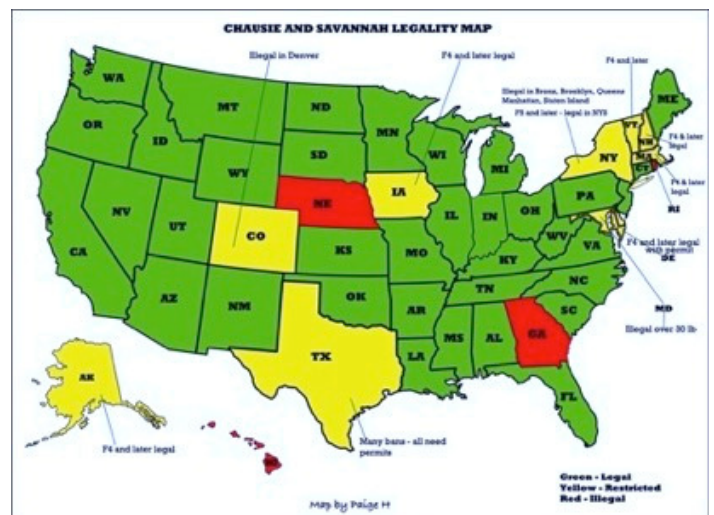 CHAUSIE AND SAVANNAH LEGALITY MAP
Illegal in Denver
F4 and later legal
F4 and later
Illegal in Bronx, Brooklyn, Queens
Manhattan, Staten Island
F5 and later - legal in NYS
WA
MT
ND
MN
ME
VT
NH
F4 & later
legal
OR
ID
SD
WI
MI
NY
MA
CT
WY
F4 & later
legal
RI
NE
IA
PA
NV
UT
CO
IL
IN
OH
F4 and later legal
permit
DE
CA
KS
MO
WV
VA
KY
MD
Illegal over 30 lb
AZ
NM
OK
AR
TN
NC
SC
TX
LA
MS
AL
GA
FL
AK
F4 and later legal
Many bans - all need
permits
Green - Legal
Yellow - Restricted
Red - Illegal
Map by Paige H